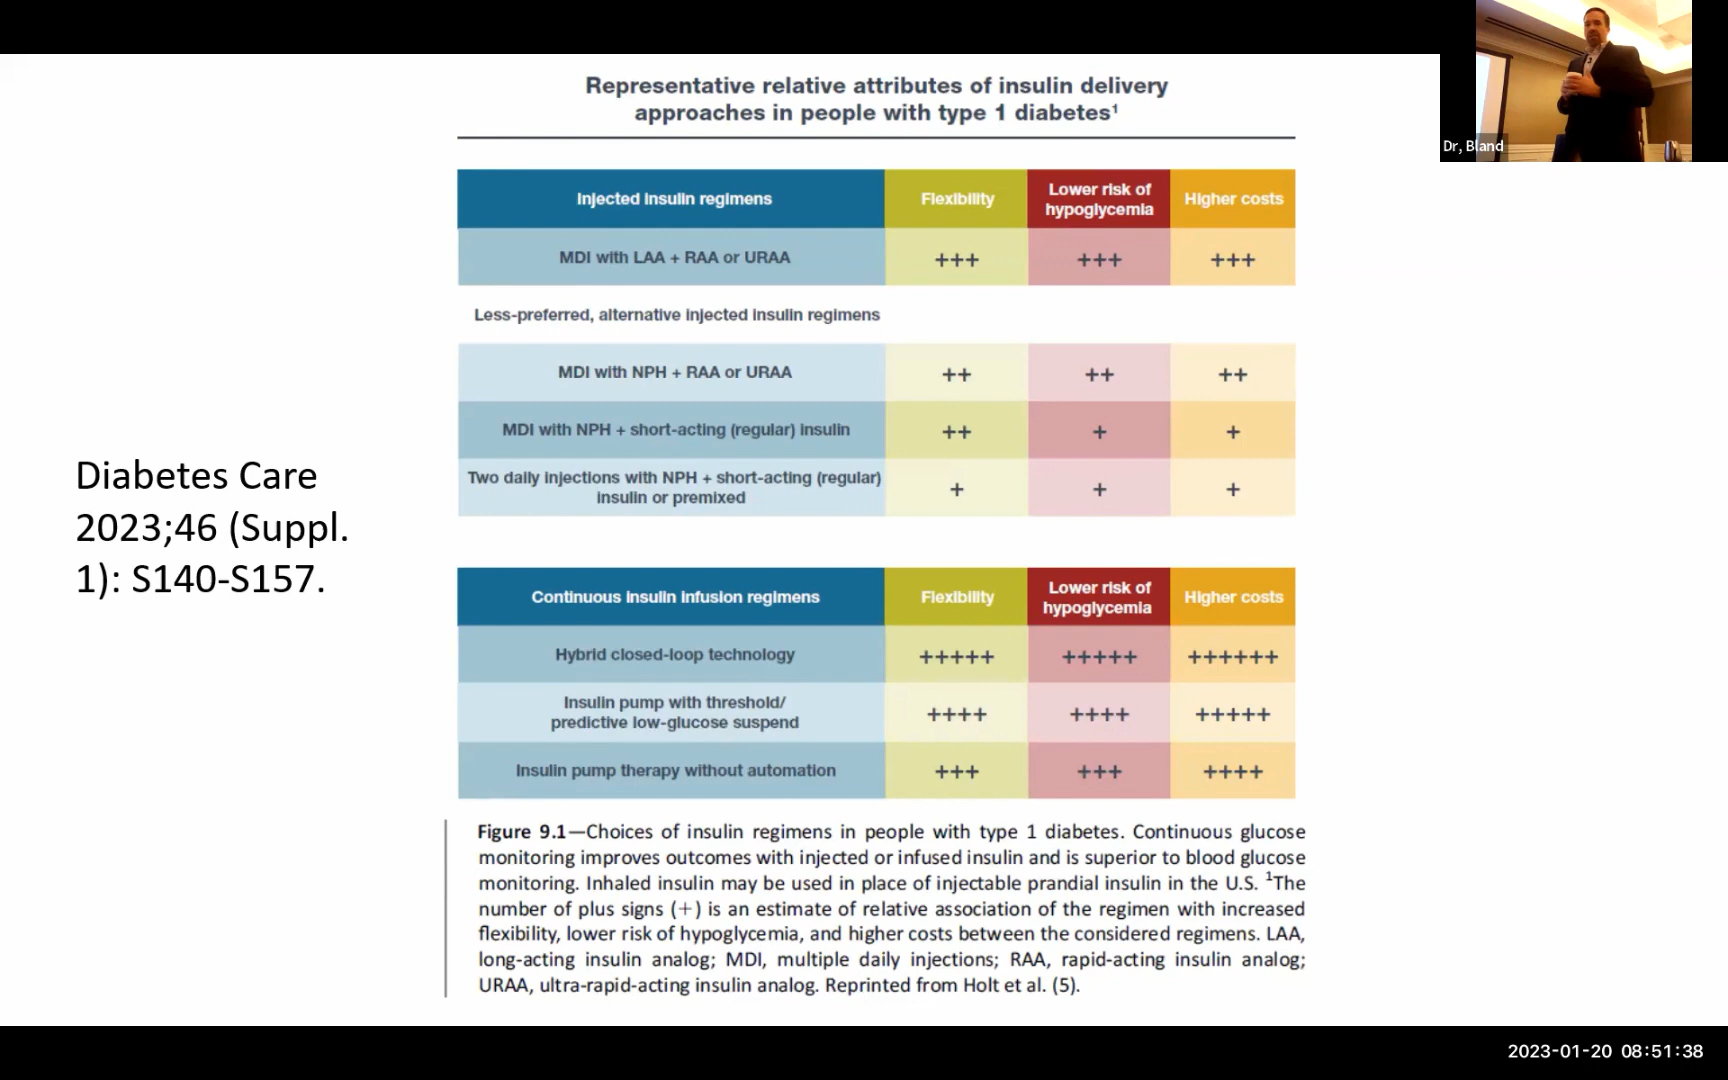 Dr, Bland
Representative relative attributes of insulin delivery
approaches in people with type 1 diabetes¹
Injected insulin regimens
Flexibility
Lower risk of
hypoglycemia
Higher costs
MDI with LAA + RAA or URAA
+++
+++
+++
Less-preferred, alternative injected insulin regimens
MDI with NPH + RAA or URAA
++
++
++
MDI with NPH + short-acting (regular) insulin
++
+
+
Two daily injections with NPH + short-acting (regular)
insulin or premixed
+
+
+
Diabetes Care
2023;46 (Suppl.
1): S140-S157.
Continuous insulin infusion regimens
Flexibility
Lower risk of
hypoglycemia
Higher costs
Hybrid closed-loop technology
+++++
+++++
++++++
Insulin pump with threshold/
predictive low-glucose suspend
++++
++++
+++++
Insulin pump therapy without automation
+++
+++
++++
Figure 9.1—Choices of insulin regimens in people with type 1 diabetes. Continuous glucose
monitoring improves outcomes with injected or infused insulin and is superior to blood glucose
monitoring. Inhaled insulin may be used in place of injectable prandial insulin in the U.S. ¹The
number of plus signs (+) is an estimate of relative association of the regimen with increased
flexibility, lower risk of hypoglycemia, and higher costs between the considered regimens. LAA,
long-acting insulin analog; MDI, multiple daily injections; RAA, rapid-acting insulin analog;
URAA, ultra-rapid-acting insulin analog. Reprinted from Holt et al. (5).
2023-01-20 08:51:38